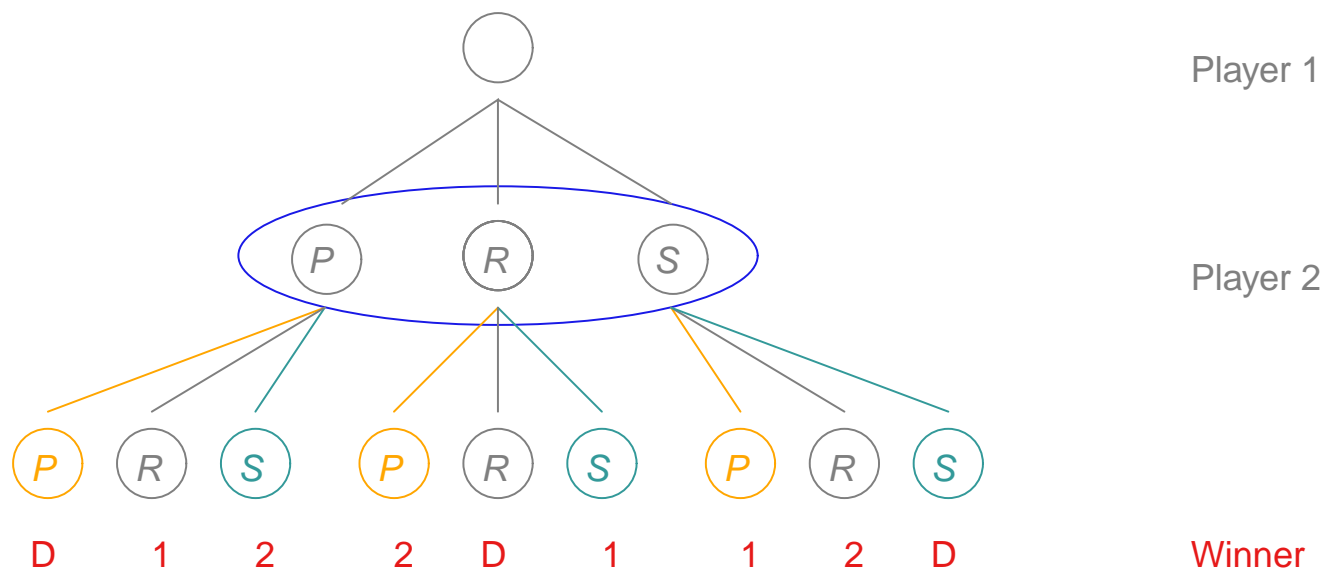 Player 1
P R S
Player 2
P R S P R S P R S
D 1 2 2 D 1 1 2 D Winner